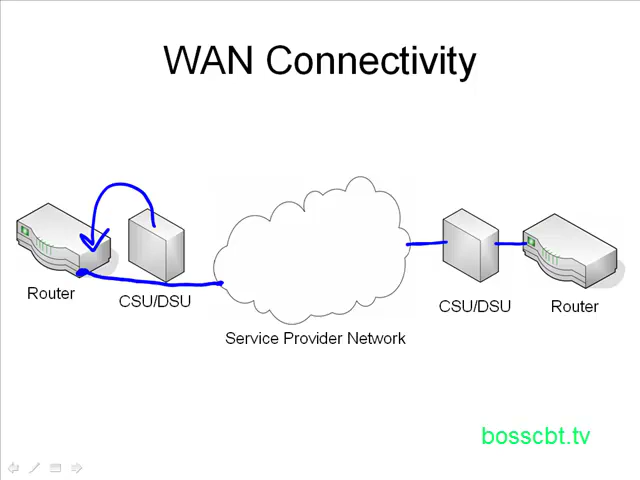 WAN Connectivity
Router
CSU/DSU
Service Provider Network
CSU/DSU
Router
bosscbt.tv